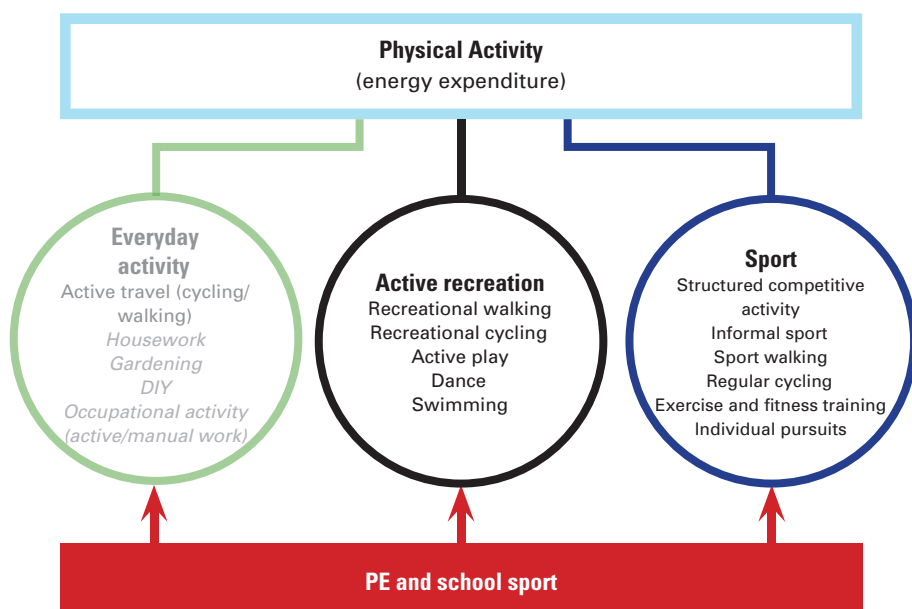 Physical Activity
(energy expenditure)
Everyday
activity
Active travel (cycling/
walking)
Housework
Gardening
DIY
Occupational activity
(active/manual work)
Active recreation
Recreational walking
Recreational cycling
Active play
Dance
Swimming
Sport
Structured competitive
activity
Informal sport
Sport walking
Regular cycling
Exercise and fitness training
Individual pursuits
PE and school sport